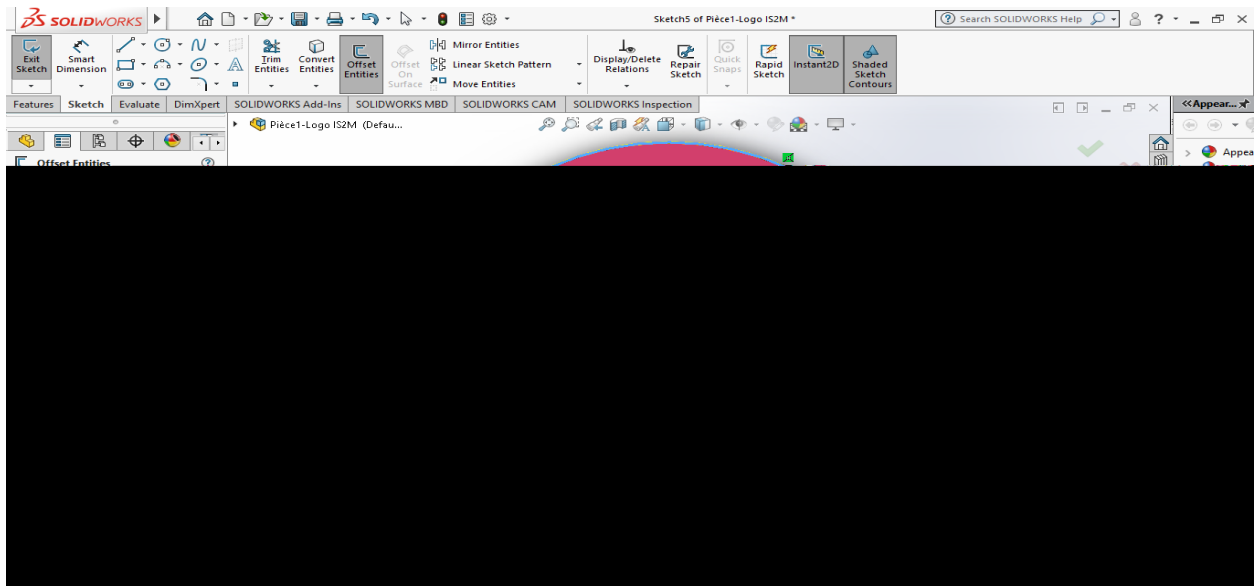 SOLIDWORKS
Sketch5 of Pièce1-Logo IS2M *
Search SOLIDWORKS Help
Exit Sketch
Smart Dimension
Trim Entities
Convert Entities
Offset Entities
Offset On Surface
Mirror Entities
Linear Sketch Pattern
Move Entities
Display/Delete Relations
Repair Sketch
Quick Snaps
Rapid Sketch
Instant2D
Shaded Sketch Contours
Features Sketch Evaluate DimXpert SOLIDWORKS Add-Ins SOLIDWORKS MBD SOLIDWORKS CAM SOLIDWORKS Inspection
Appear...
Pièce1-Logo IS2M (Defau...
Appea
Offset Entities